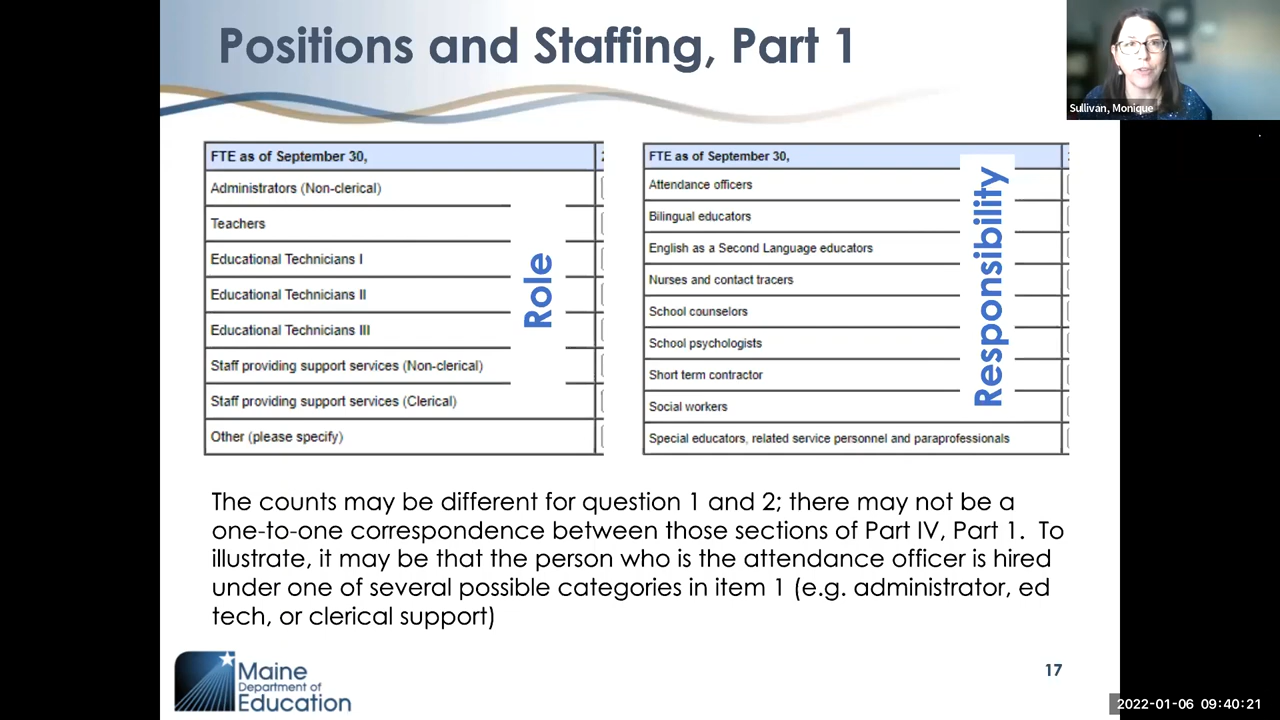 Positions and Staffing, Part 1
Sullivan, Monique
FTE as of September 30,
Administrators (Non-clerical)
Teachers
Educational Technicians I
Educational Technicians II
Educational Technicians III
Staff providing support services (Non-clerical)
Staff providing support services (Clerical)
Other (please specify)
Role
FTE as of September 30,
Attendance officers
Bilingual educators
English as a Second Language educators
Nurses and contact tracers
School counselors
School psychologists
Short term contractor
Social workers
Special educators, related service personnel and paraprofessionals
Responsibility
The counts may be different for question 1 and 2; there may not be a
one-to-one correspondence between those sections of Part IV, Part 1.  To
illustrate, it may be that the person who is the attendance officer is hired
under one of several possible categories in item 1 (e.g. administrator, ed
tech, or clerical support)
Maine
Department of
Education
17
2022-01-06 09:40:21